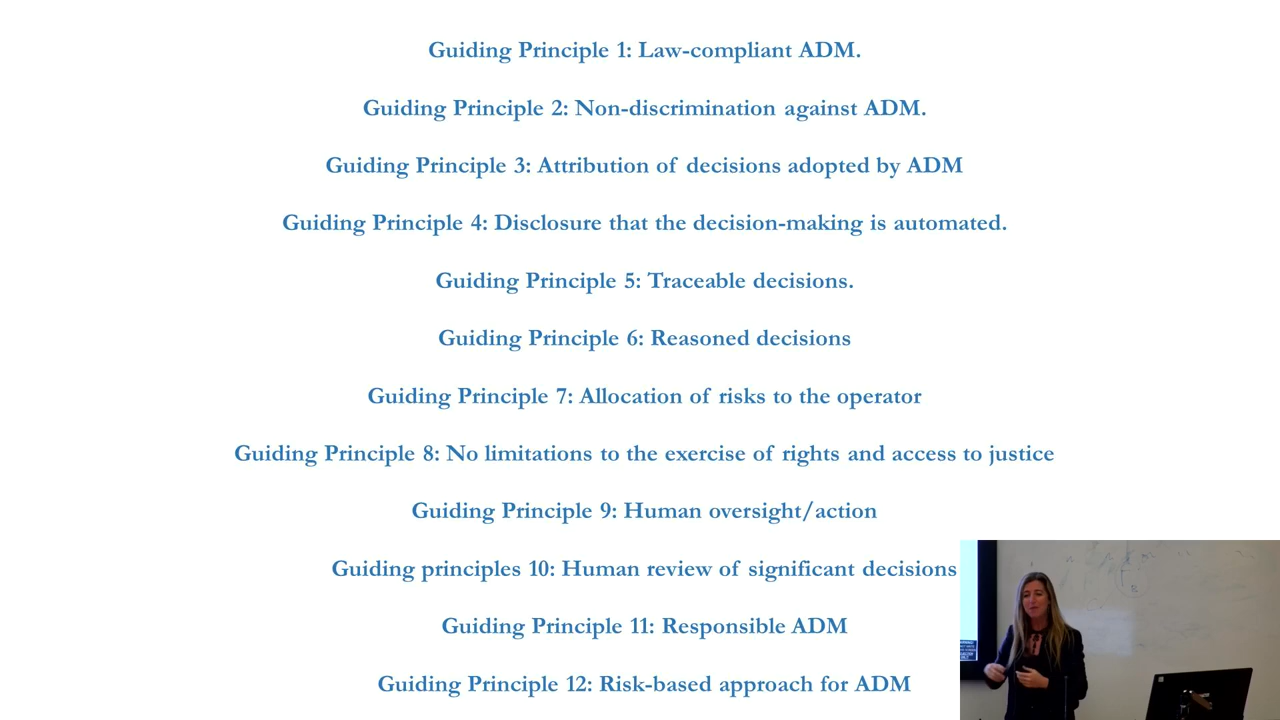 Guiding Principle 1: Law-compliant ADM.
Guiding Principle 2: Non-discrimination against ADM.
Guiding Principle 3: Attribution of decisions adopted by ADM
Guiding Principle 4: Disclosure that the decision-making is automated.
Guiding Principle 5: Traceable decisions.
Guiding Principle 6: Reasoned decisions
Guiding Principle 7: Allocation of risks to the operator
Guiding Principle 8: No limitations to the exercise of rights and access to justice
Guiding Principle 9: Human oversight/action
Guiding principles 10: Human review of significant decisions
Guiding Principle 11: Responsible ADM
Guiding Principle 12: Risk-based approach for ADM